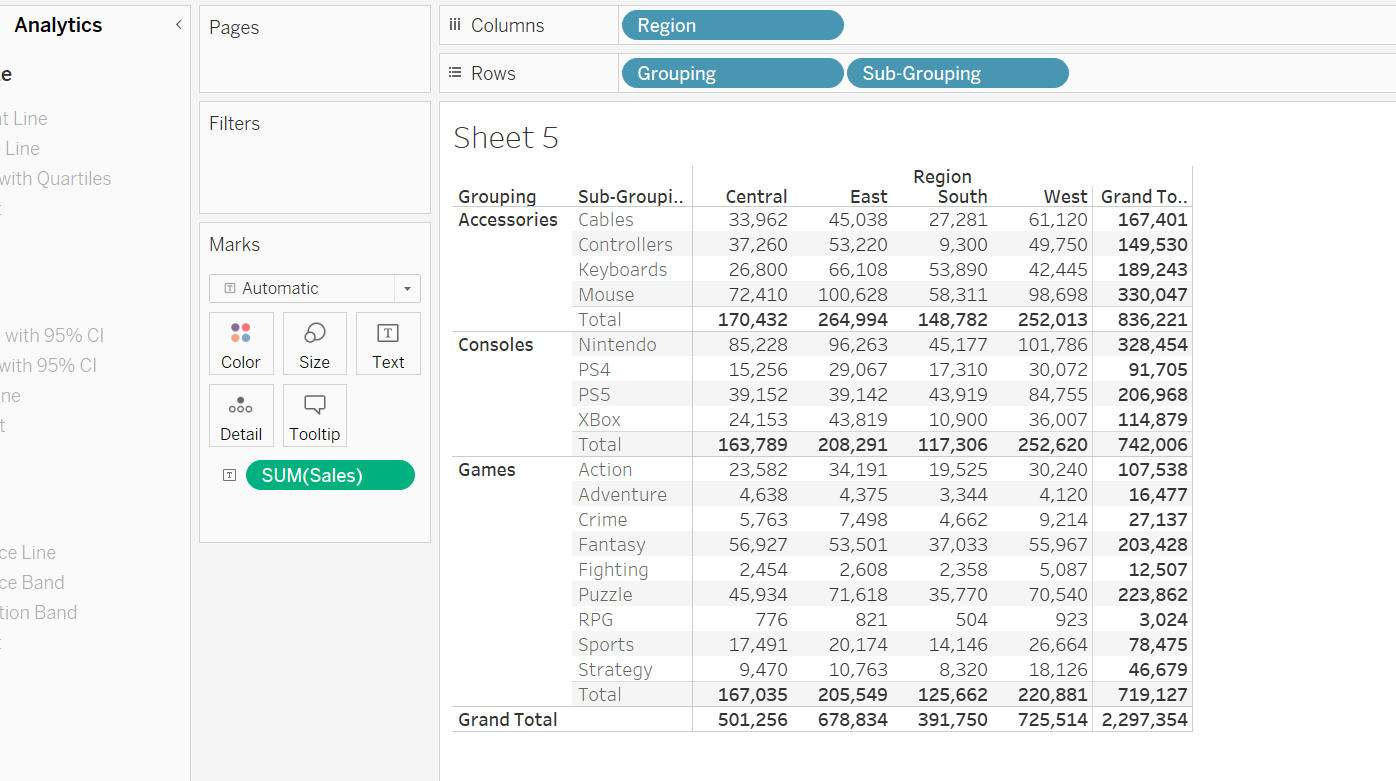 Analytics
e
t Line
Line
with Quartiles
t
with 95% CI
with 95% CI
ne
t
ce Line
ce Band
tion Band
t
Pages
Filters
Marks
T Automatic
Color Size T Text
Detail Tooltip
T SUM(Sales)
Columns Region
Rows Grouping Sub-Grouping
Sheet 5
Region
Grouping Sub-Groupi.. Central East South West Grand To..
Accessories Cables 33,962 45,038 27,281 61,120 167,401
Controllers 37,260 53,220 9,300 49,750 149,530
Keyboards 26,800 66,108 53,890 42,445 189,243
Mouse 72,410 100,628 58,311 98,698 330,047
Total 170,432 264,994 148,782 252,013 836,221
Consoles Nintendo 85,228 96,263 45,177 101,786 328,454
PS4 15,256 29,067 17,310 30,072 91,705
PS5 39,152 39,142 43,919 84,755 206,968
XBox 24,153 43,819 10,900 36,007 114,879
Total 163,789 208,291 117,306 252,620 742,006
Games Action 23,582 34,191 19,525 30,240 107,538
Adventure 4,638 4,375 3,344 4,120 16,477
Crime 5,763 7,498 4,662 9,214 27,137
Fantasy 56,927 53,501 37,033 55,967 203,428
Fighting 2,454 2,608 2,358 5,087 12,507
Puzzle 45,934 71,618 35,770 70,540 223,862
RPG 776 821 504 923 3,024
Sports 17,491 20,174 14,146 26,664 78,475
Strategy 9,470 10,763 8,320 18,126 46,679
Total 167,035 205,549 125,662 220,881 719,127
Grand Total 501,256 678,834 391,750 725,514 2,297,354